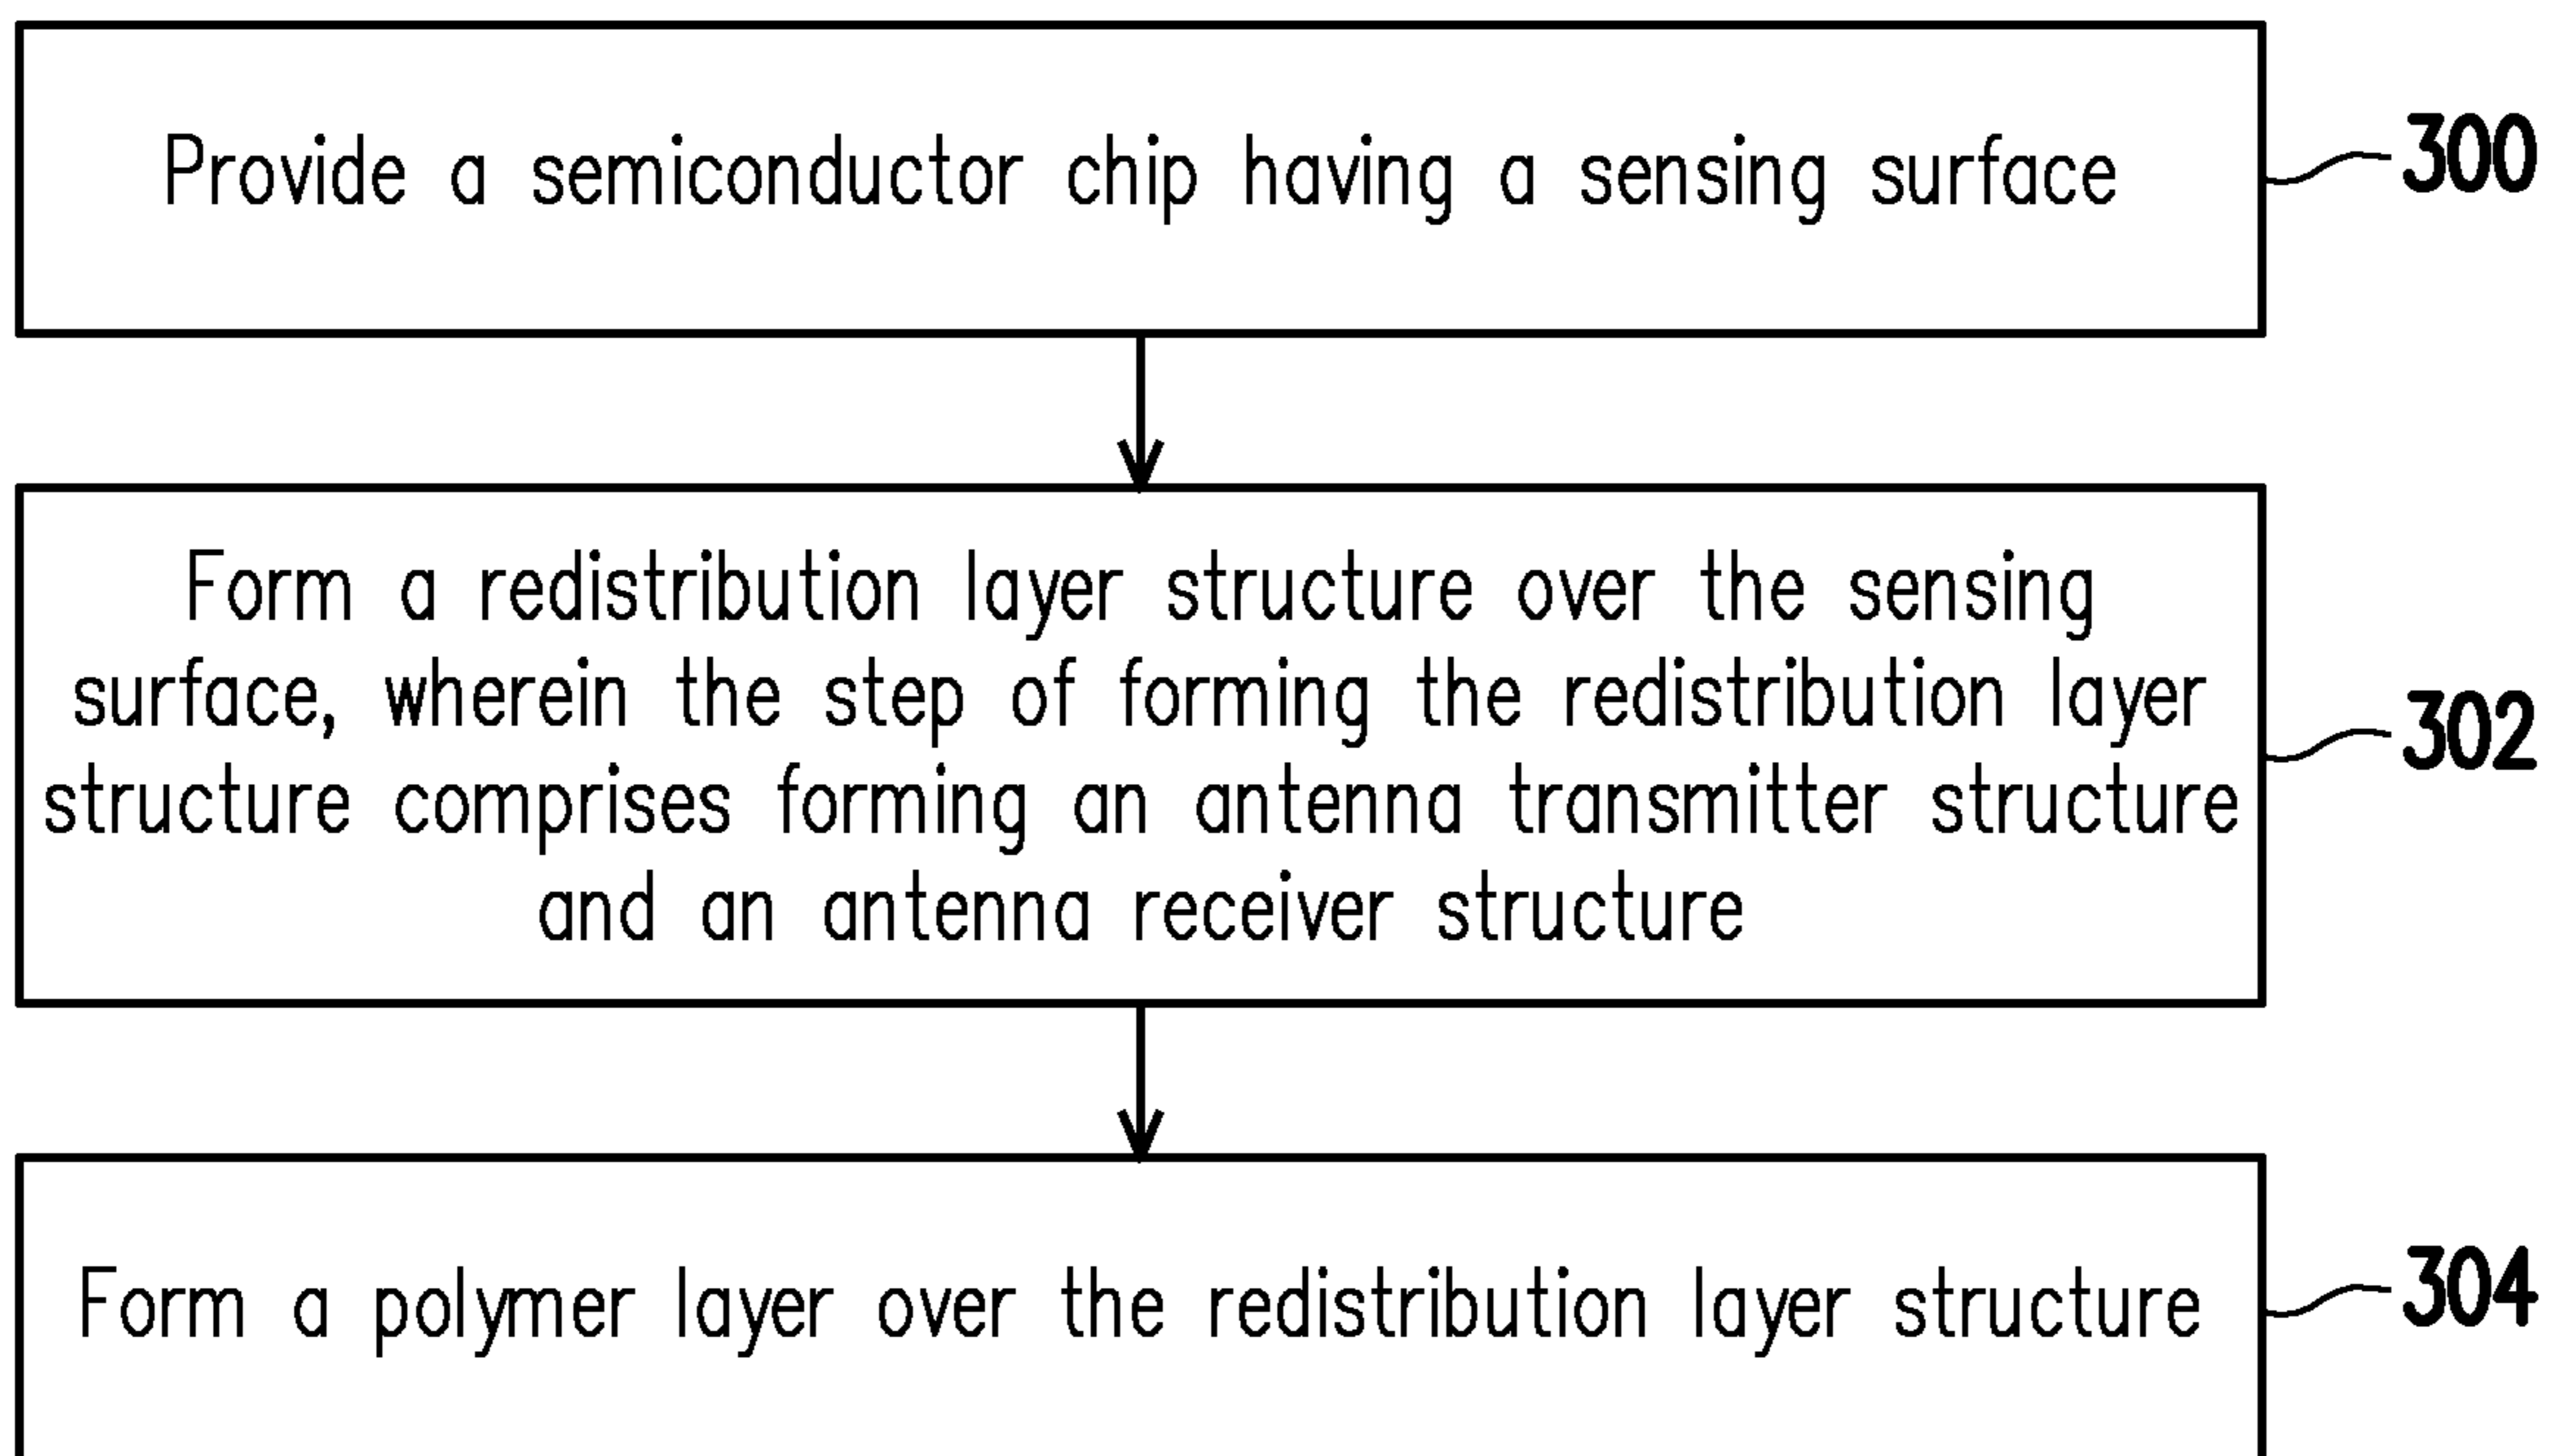 Provide a semiconductor chip having a sensing surface
300
Form a redistribution layer structure over the sensing
surface, wherein the step of forming the redistribution layer
structure comprises forming an antenna transmitter structure
and an antenna receiver structure
302
Form a polymer layer over the redistribution layer structure
304